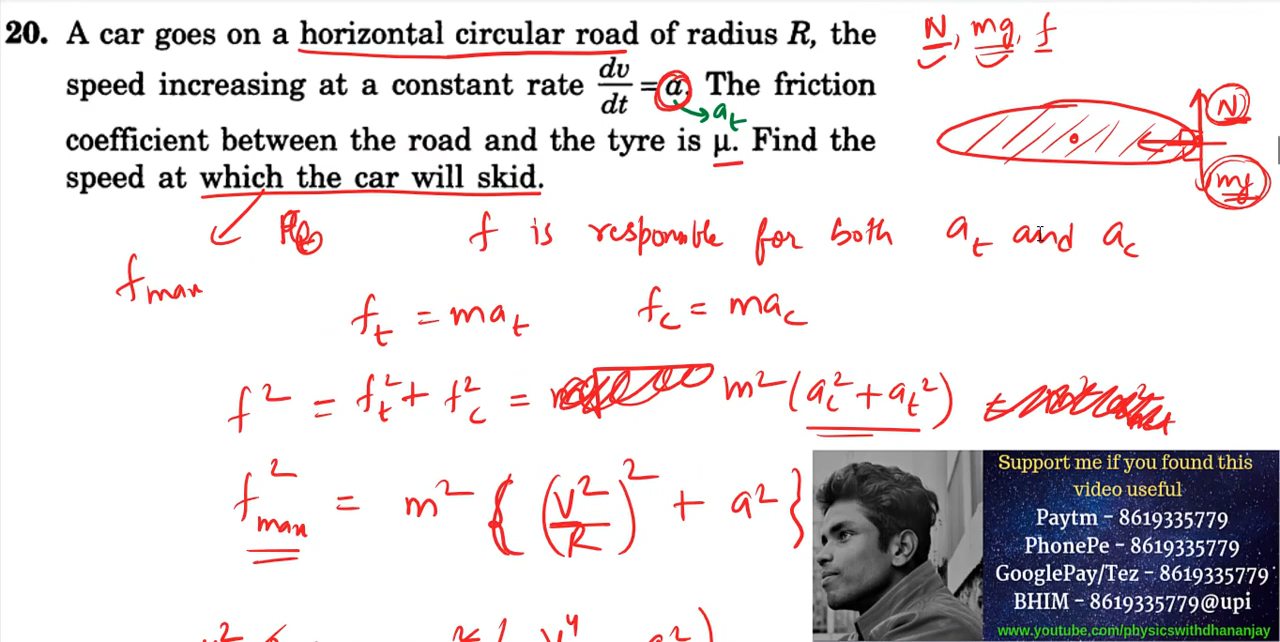 20. A car goes on a horizontal circular road of radius R, the
speed increasing at a constant rate dv/dt = a. The friction
coefficient between the road and the tyre is μ. Find the
speed at which the car will skid.
N, mg, f
a_t
N
mg
f is responsible for both a_t and a_c
f_max
f_t = ma_t f_c = ma_c
f² = f_t² + f_c² = m² (a_c² + a_t²)
f²_max = m² { (V²/R)² + a² }
Support me if you found this
video useful
Paytm - 8619335779
PhonePe - 8619335779
GooglePay/Tez - 8619335779
BHIM - 8619335779@upi
www.youtube.com/physicswithdhananjay